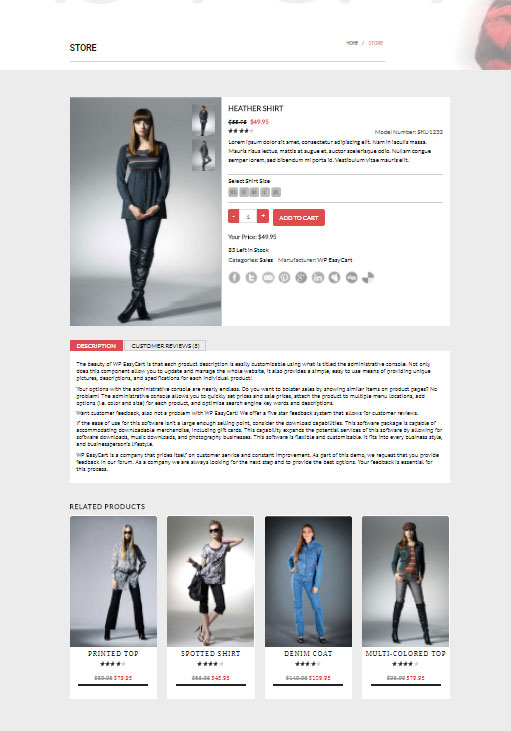 STORE
HOME / STORE
HEATHER SHIRT
$49.95
Model Number: SKU1232
Lorem ipsum dolor sit amet, consectetur adipiscing elit. Nam in iaculis massa.
Mauris risus lectus, mattis at augue et, auctor scelerisque odio. Nullam congue
semper lorem, sed bibendum mi porta id. Vestibulum vitae mauris elit.
Select Shirt Size
- 1 + ADD TO CART
Your Price: $49.95
83 Left in Stock
Categories: Sales Manufacturer: WP EasyCart
DESCRIPTION CUSTOMER REVIEWS (5)
The beauty of WP EasyCart is that each product description is easily customizable using what is titled the administrative console. Not only
does this component allow you to update and manage the whole website, it also provides a simple, easy to use means of providing unique
pictures, descriptions, and specifications for each individual product!
Your options with the administrative console are nearly endless. Do you want to bolster sales by showing similar items on product pages? No
problem! The administrative console allows you to quickly set prices and sale prices, attach the product to multiple menu locations, add
options (i.e. color and size) for each product, and optimize search engine key words and descriptions.
Want customer feedback, also not a problem with WP EasyCart! We offer a five star feedback system that allows for customer reviews.
If the ease of use for this software isn't a large enough selling point, consider the download capabilities. This software package is capable of
accommodating downloadable merchandise, including gift cards. This capability expands the potential services of this software by allowing for
software downloads, music downloads, and photography businesses. This software is flexible and customizable. It fits into every business style,
and businessperson's lifestyle.
WP EasyCart is a company that prides itself on customer service and constant improvement. As part of this demo, we request that you provide
feedback in our forum. As a company we are always looking for the next step and to provide the best options. Your feedback is essential for
this process.
RELATED PRODUCTS
PRINTED TOP SPOTTED SHIRT DENIM COAT MULTI-COLORED TOP
$79.95 $45.95 $109.95 $79.95